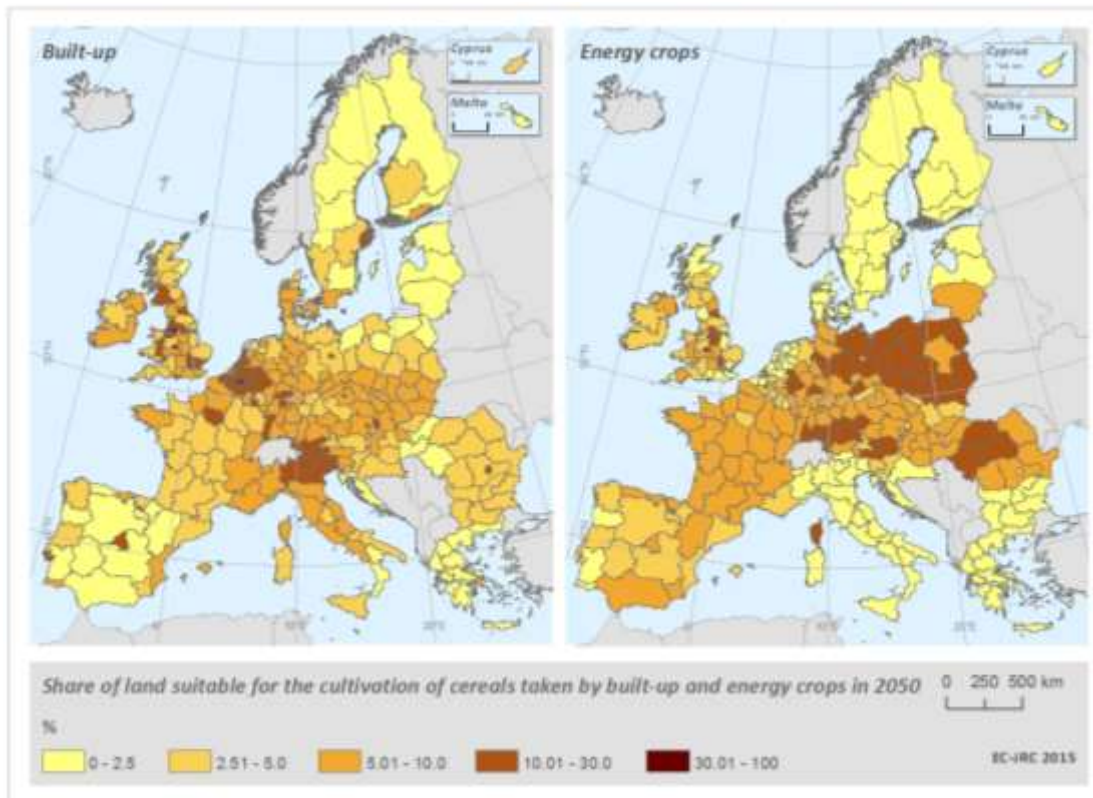 Built-up
Cyprus
Malta
Energy crops
Cyprus
Malta
Share of land suitable for the cultivation of cereals taken by built-up and energy crops in 2050
0 250 500 km
%
0 - 2.5
2.51 - 5.0
5.01 - 10.0
10.01 - 30.0
30.01 - 100
EC-JRC 2015